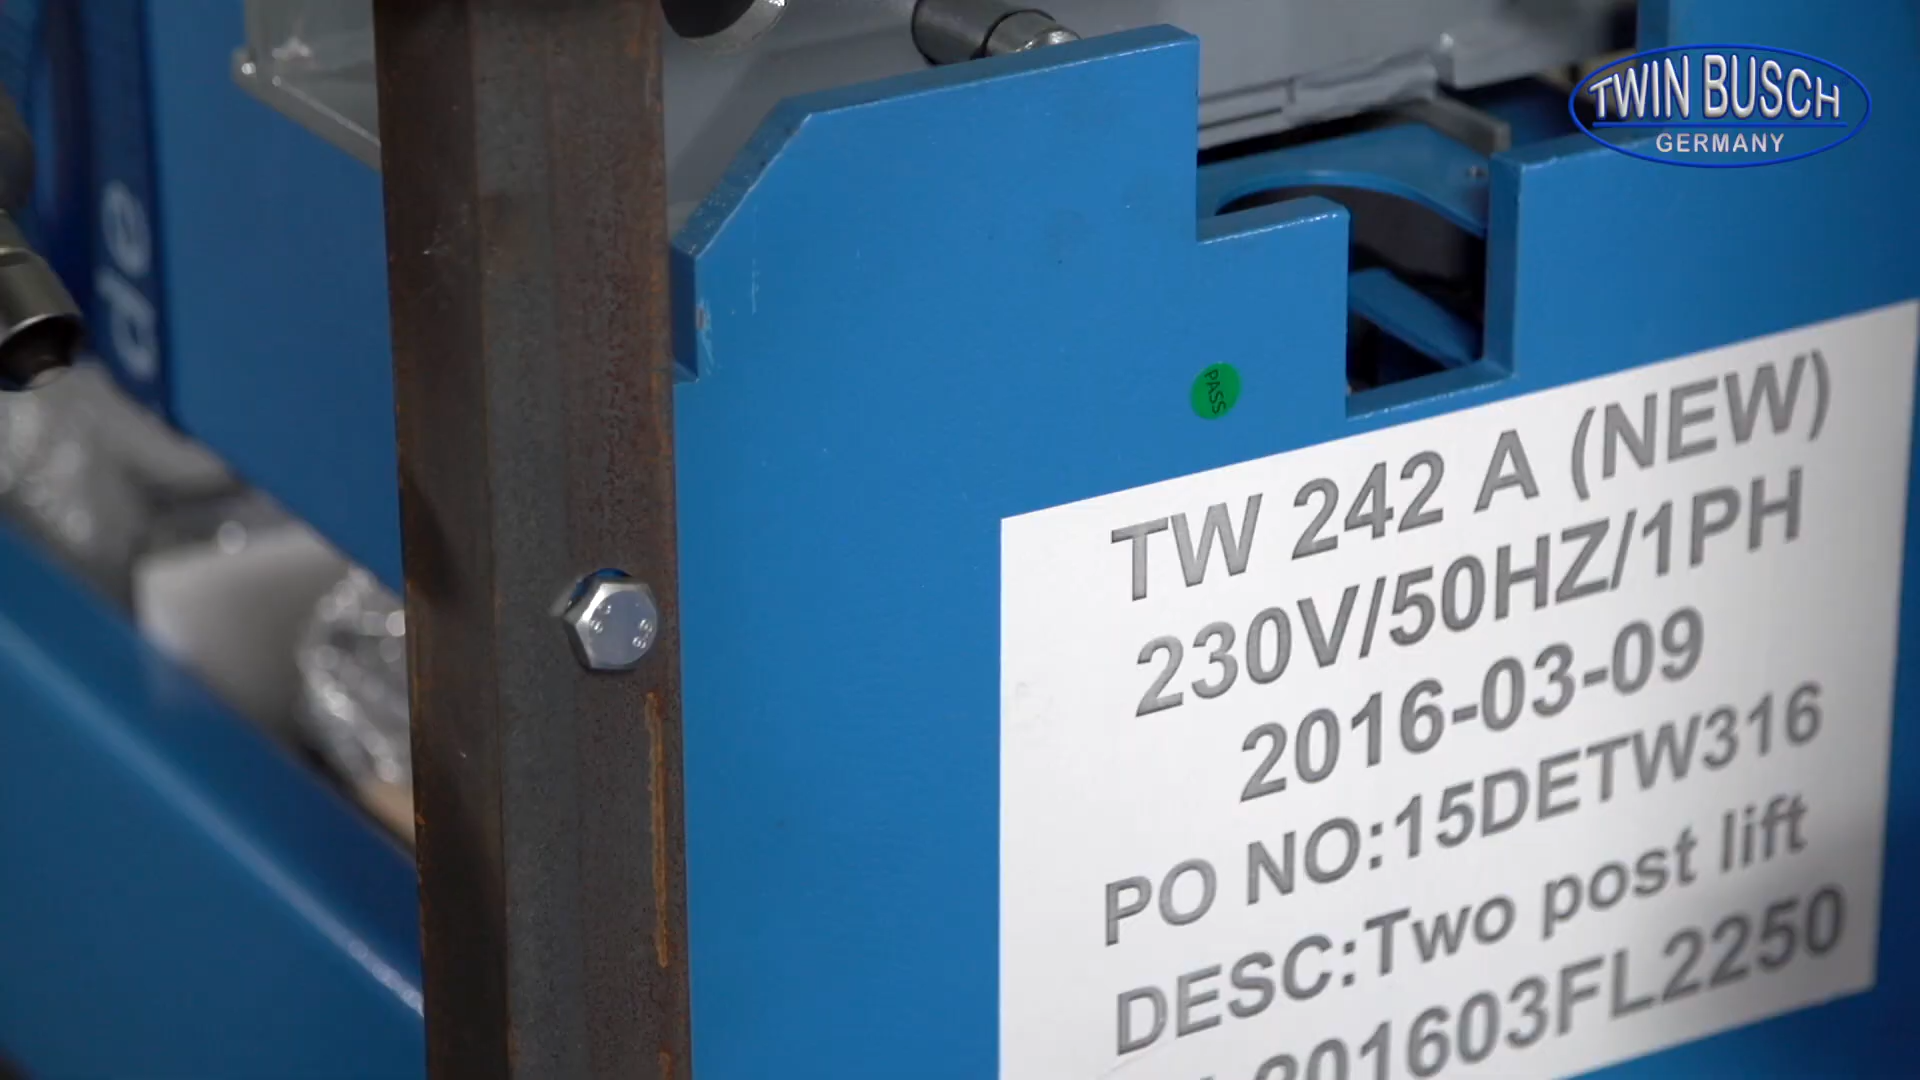 TWIN BUSCH
GERMANY
de
PASS
TW 242 A (NEW)
230V/50HZ/1PH
2016-03-09
PO NO:15DETW316
DESC:Two post lift
201603FL2250